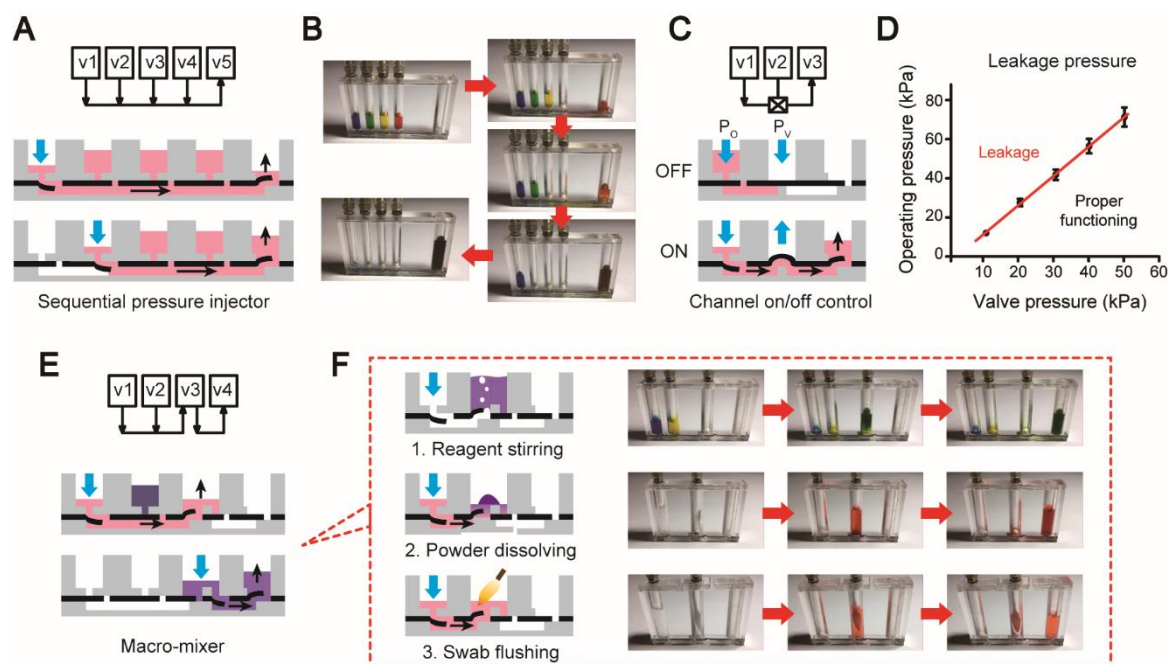 A
v1 v2 v3 v4 v5
Sequential pressure injector
B
C
v1 v2 v3
Po Pv
OFF
ON
Channel on/off control
D
Leakage pressure
Operating pressure (kPa)
80
60
40
20
0
Leakage
Proper
functioning
10 20 30 40 50
Valve pressure (kPa)
E
v1 v2 v3 v4
Macro-mixer
F
1. Reagent stirring
2. Powder dissolving
3. Swab flushing